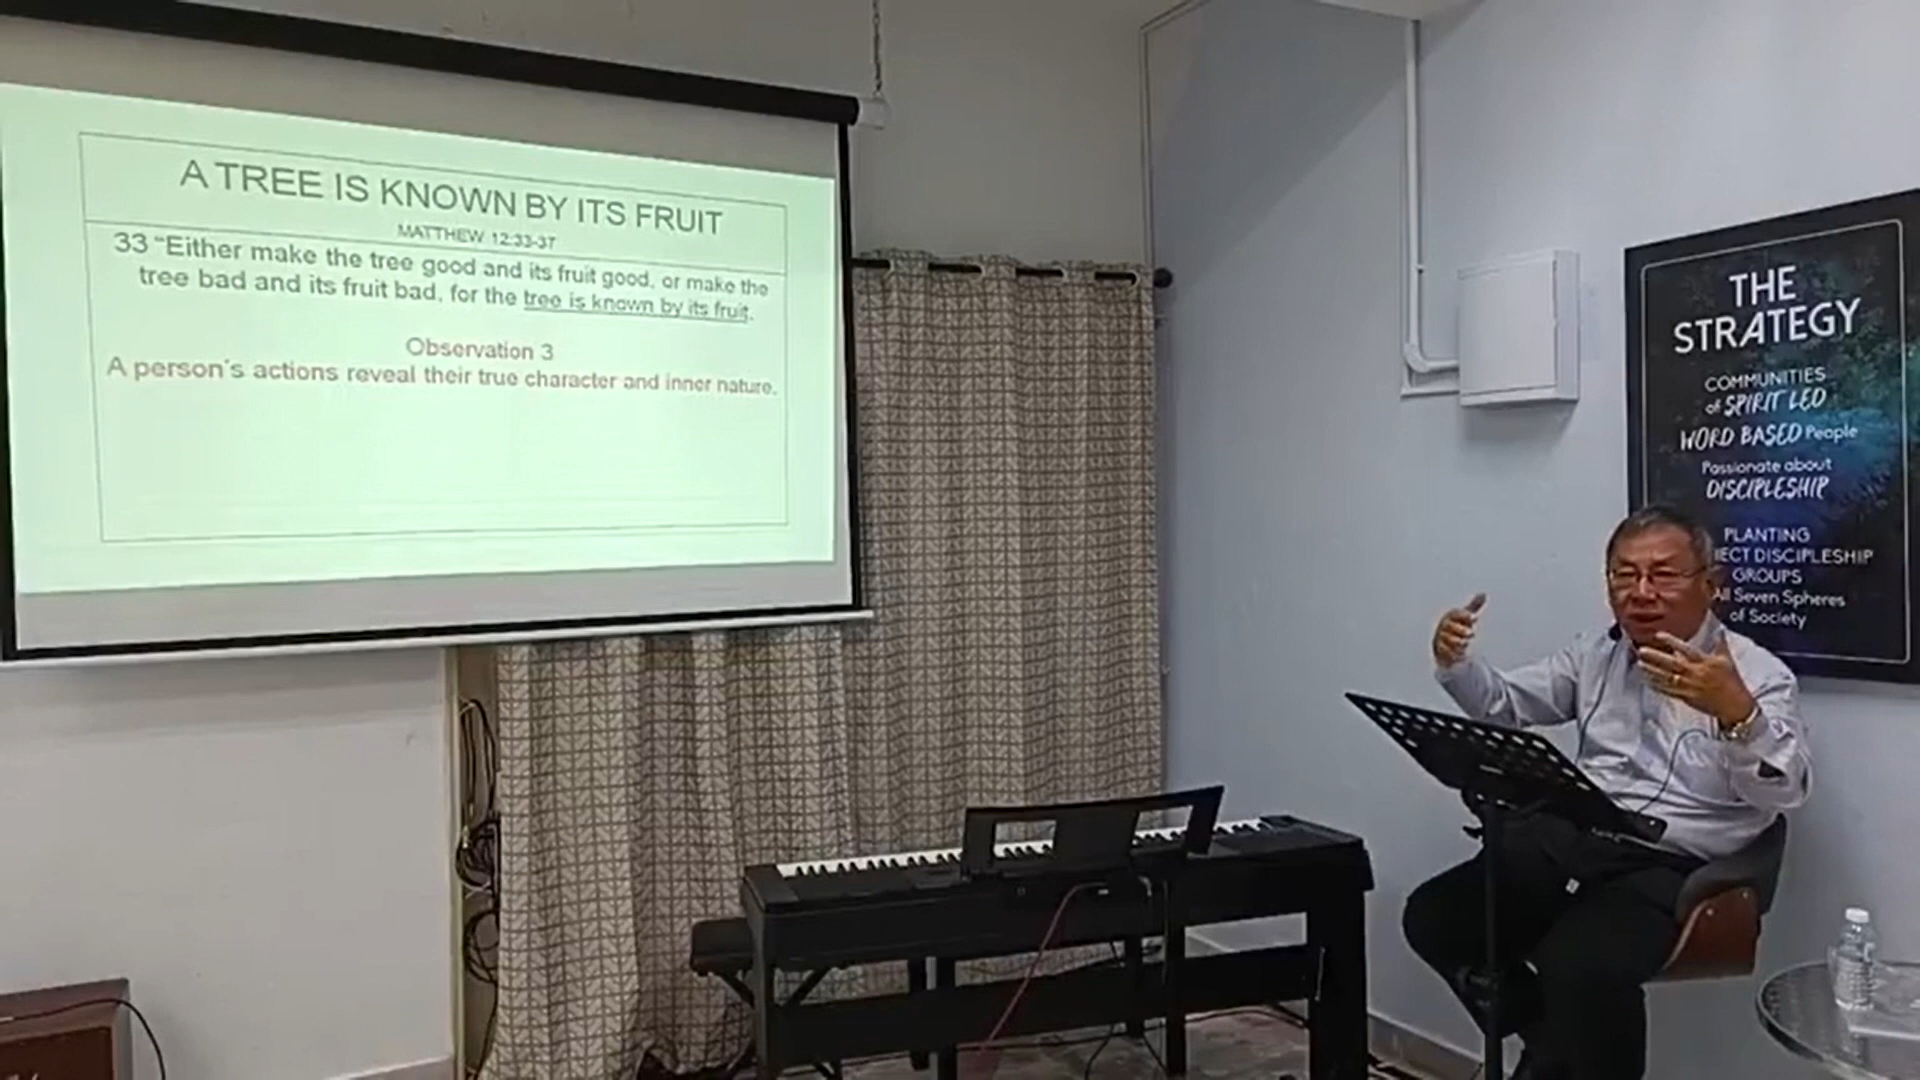 A TREE IS KNOWN BY ITS FRUIT
MATTHEW 12:33-37
33 “Either make the tree good and its fruit good, or make the
tree bad and its fruit bad, for the tree is known by its fruit.
Observation 3
A person's actions reveal their true character and inner nature.
THE
STRATEGY
COMMUNITIES
of SPIRIT LED
WORD BASED People
Passionate about
DISCIPLESHIP
PLANTING
DISCIPLESHIP
GROUPS
All Seven Spheres
of Society